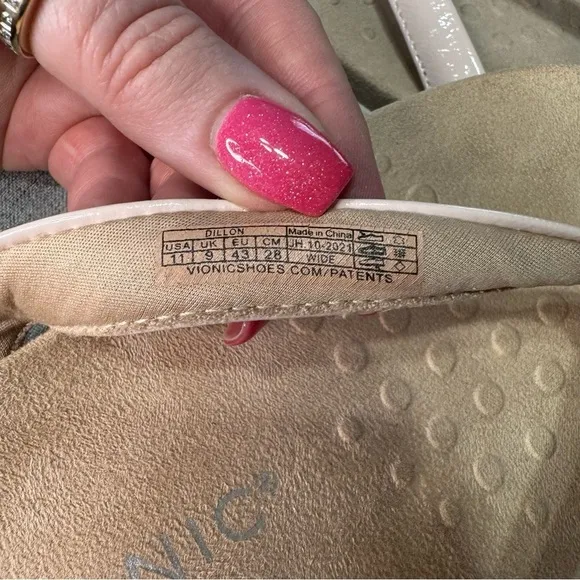 DILLON Made in China
USA UK EU CM JH 10-2021
11 9 43 28 WIDE
VIONICSHOES.COM/PATENTS
NIC®